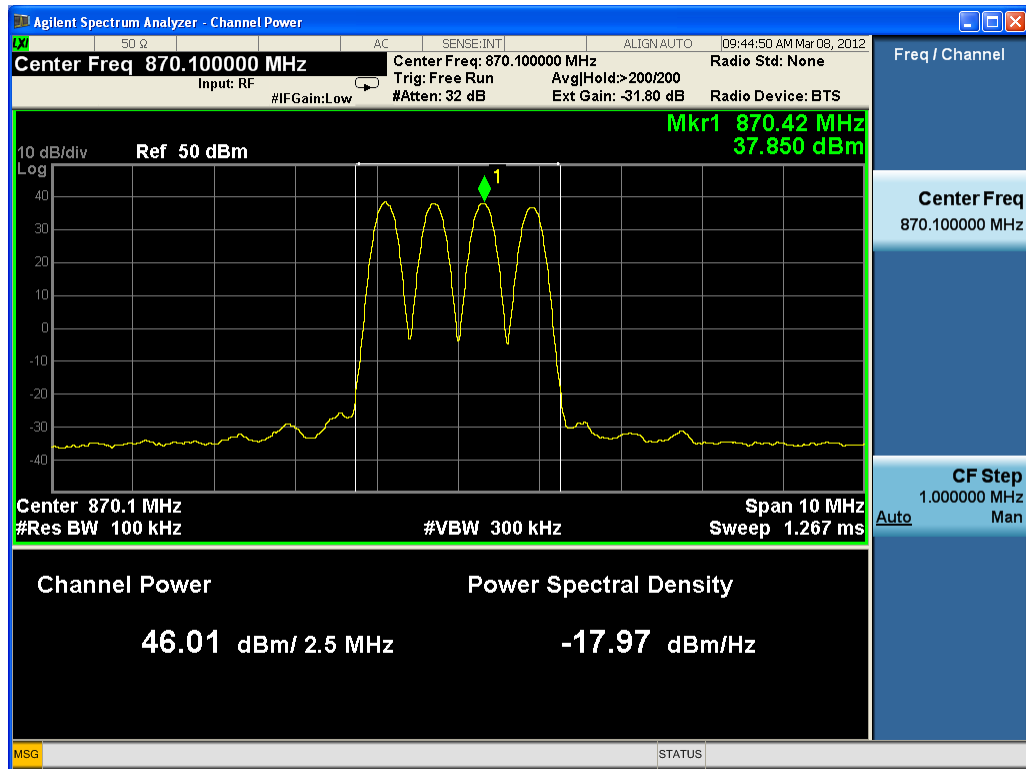 Agilent Spectrum Analyzer - Channel Power
LXI 50 Ω AC SENSE:INT ALIGN AUTO 09:44:50 AM Mar 08, 2012
Center Freq 870.100000 MHz
Input: RF
#IFGain:Low
Center Freq: 870.100000 MHz
Trig: Free Run Avg|Hold:>200/200
#Atten: 32 dB Ext Gain: -31.80 dB
Radio Std: None
Radio Device: BTS
Mkr1 870.42 MHz
37.850 dBm
10 dB/div Ref 50 dBm
Log
1
40
30
20
10
0
-10
-20
-30
-40
Center 870.1 MHz Span 10 MHz
#Res BW 100 kHz #VBW 300 kHz Sweep 1.267 ms
Channel Power Power Spectral Density
46.01 dBm/ 2.5 MHz -17.97 dBm/Hz
Freq / Channel
Center Freq
870.100000 MHz
CF Step
1.000000 MHz
Auto Man
MSG STATUS